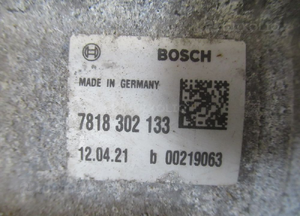 BOSCH
MADE IN GERMANY
7818 302 133
12.04.21 b 00219063